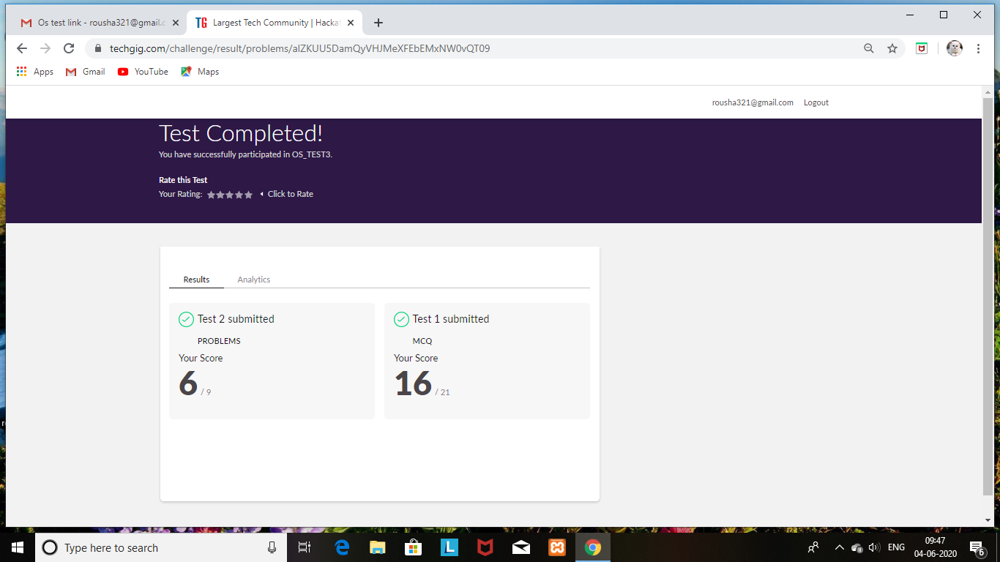 Os test link - rousha321@gmail.c
TG Largest Tech Community | Hacka
techgig.com/challenge/result/problems/alZKUU5DamQyVHJMeXFEbEMxNW0vQT09
Apps Gmail YouTube Maps
rousha321@gmail.com Logout
Test Completed!
You have successfully participated in OS_TEST3.
Rate this Test
Your Rating: Click to Rate
Results Analytics
Test 2 submitted
PROBLEMS
Your Score
6 / 9
Test 1 submitted
MCQ
Your Score
16 / 21
Type here to search
L
ENG
09:47
04-06-2020
6